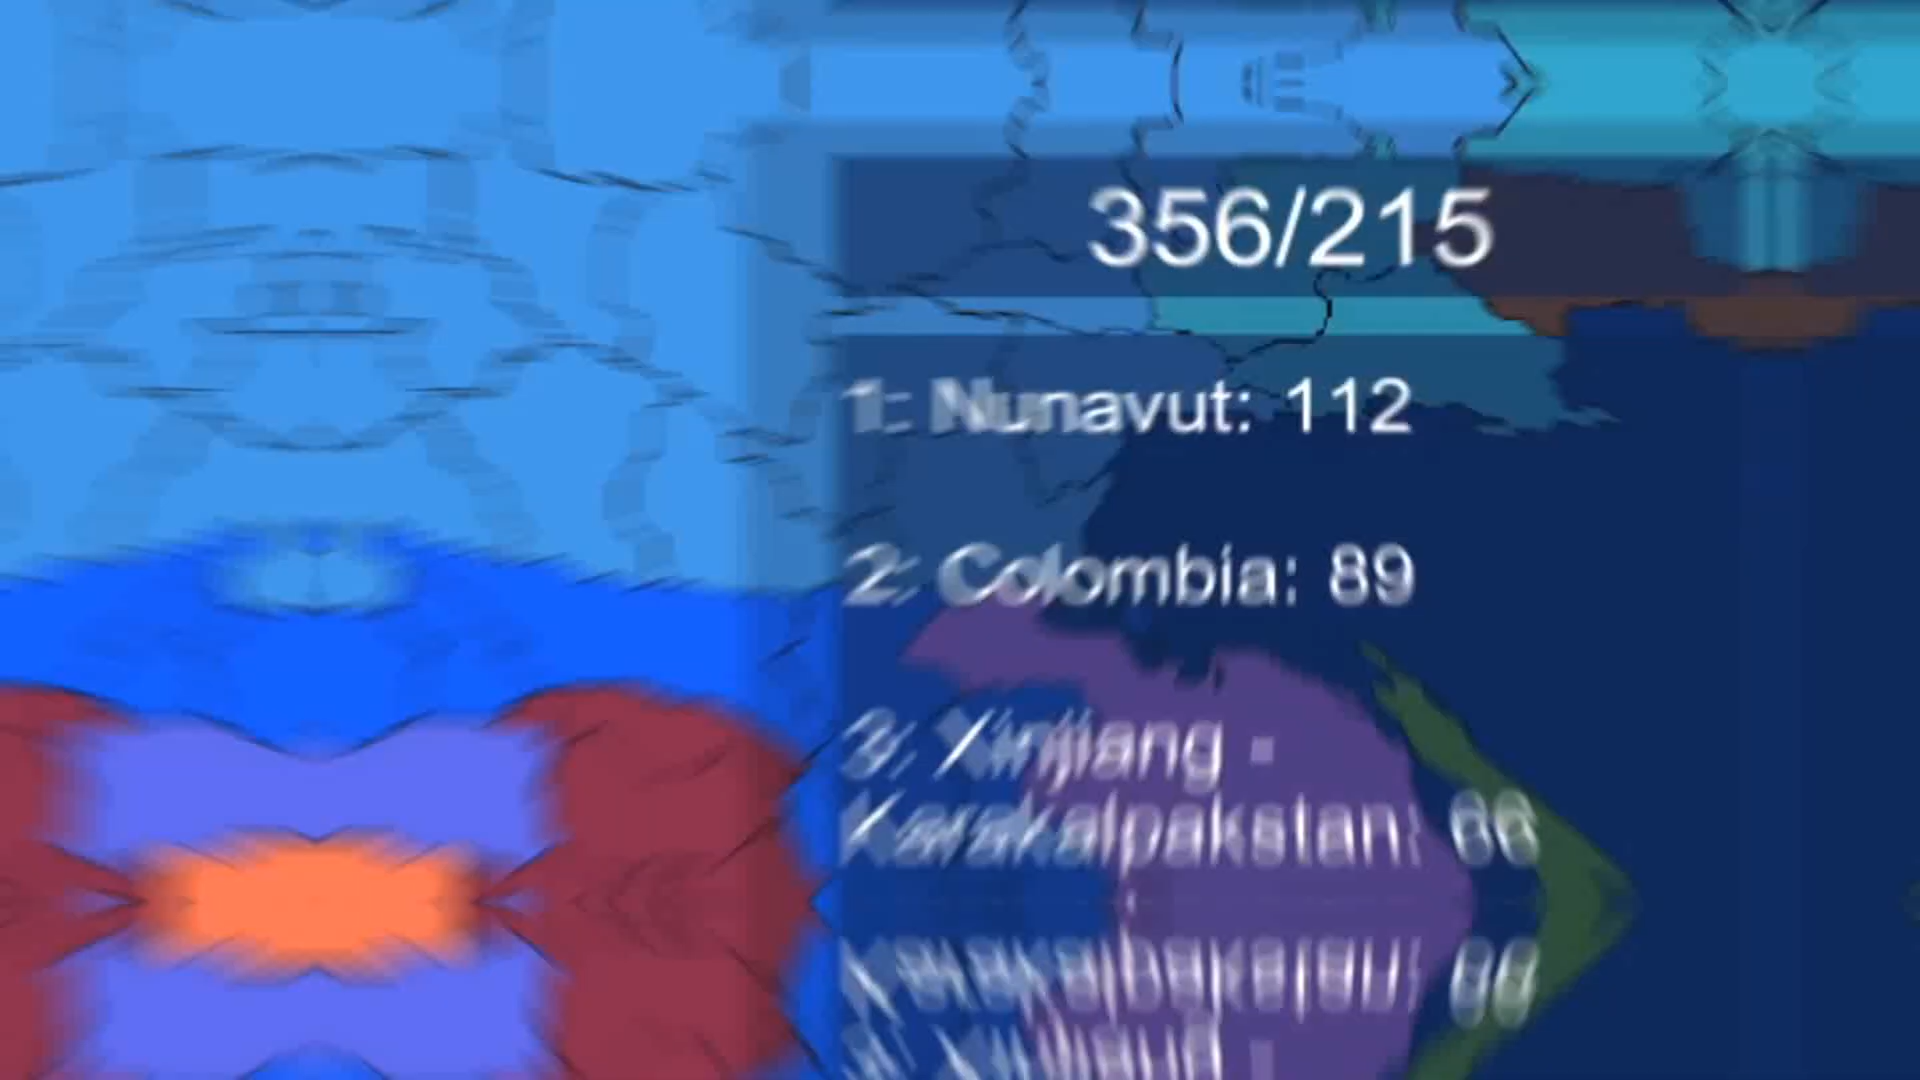 356/215
1: Nunavut: 112
2: Colombia: 89
3: Xinjiang -
Karakalpakstan: 66